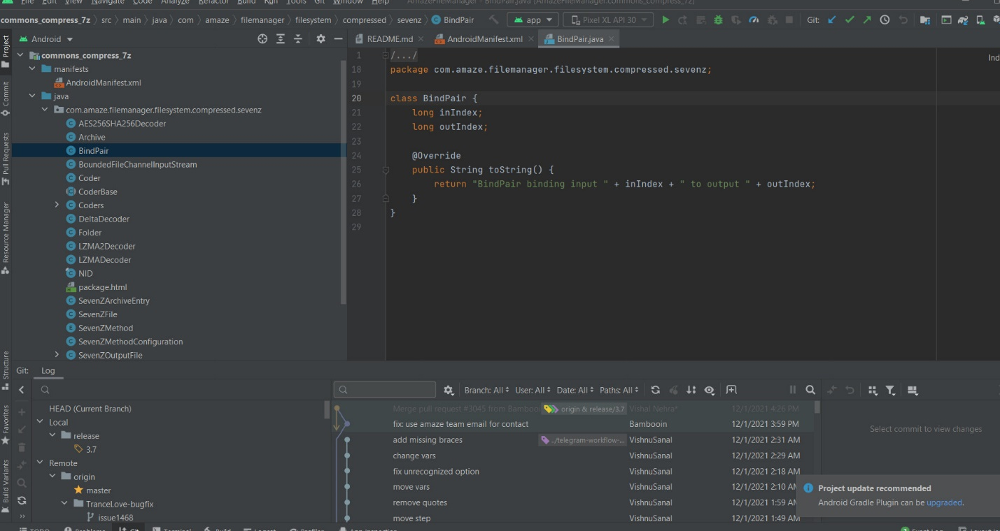 File Edit View Navigate Code Analyze Refactor Build Run Tools Git Window Help AmazeFileManager - BindPair.java [AmazeFileManager.commons_compress_7z]
commons_compress_7z src main java com amaze filemanager filesystem compressed sevenz BindPair app Pixel XL API 30 Git:
Project
Commit
Pull Requests
Resource Manager
Structure
Favorites
Build Variants
Android
commons_compress_7z
manifests
AndroidManifest.xml
java
com.amaze.filemanager.filesystem.compressed.sevenz
AES256SHA256Decoder
Archive
BindPair
BoundedFileChannelInputStream
Coder
CoderBase
Coders
DeltaDecoder
Folder
LZMA2Decoder
LZMADecoder
NID
package.html
SevenZArchiveEntry
SevenZFile
SevenZMethod
SevenZMethodConfiguration
SevenZOutputFile
README.md AndroidManifest.xml BindPair.java
1 /.../
Ind
18 package com.amaze.filemanager.filesystem.compressed.sevenz;
19
20 class BindPair {
21 long inIndex;
22 long outIndex;
23
24 @Override
25 public String toString() {
26 return "BindPair binding input " + inIndex + " to output " + outIndex;
27 }
28 }
29
Git: Log
HEAD (Current Branch)
Local
release
3.7
Remote
origin
master
TranceLove-bugfix
issue1468
Branch: All User: All Date: All Paths: All
Merge pull request #3045 from Bamboo origin & release/3.7 Vishal Nehra* 12/1/2021 4:26 PM
fix: use amaze team email for contact Bambooin 12/1/2021 3:59 PM
add missing braces ../telegram-workflow-... VishnuSanal 12/1/2021 2:31 AM
change vars VishnuSanal 12/1/2021 2:29 AM
fix unrecognized option VishnuSanal 12/1/2021 2:18 AM
move vars VishnuSanal 12/1/2021 2:10 AM
remove quotes VishnuSanal 12/1/2021 1:59 AM
move step VishnuSanal 12/1/2021 1:49 AM
Select commit to view changes
Project update recommended
Android Gradle Plugin can be upgraded.
TODO Problems Git Terminal Build Logcat Profiler App Inspection Event Log Layout In